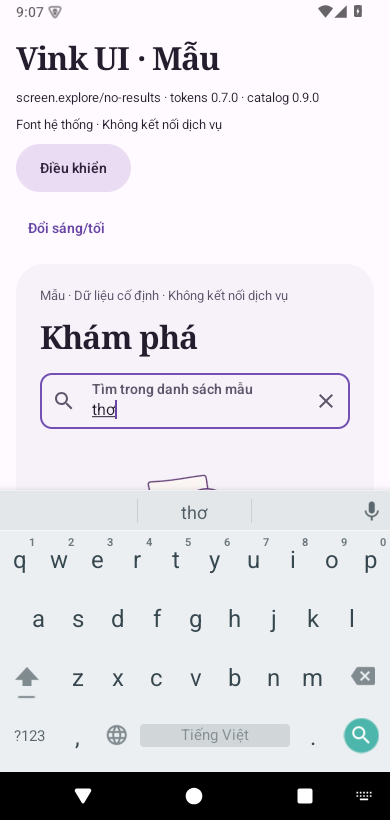 9:07
Vink UI · Mẫu
screen.explore/no-results · tokens 0.7.0 · catalog 0.9.0
Font hệ thống · Không kết nối dịch vụ
Điều khiển
Đổi sáng/tối
Mẫu · Dữ liệu cố định · Không kết nối dịch vụ
Khám phá
Tìm trong danh sách mẫu
thơ
thơ
1 2 3 4 5 6 7 8 9 0
q w e r t y u i o p
a s d f g h j k l
z x c v b n m
?123 , Tiếng Việt .